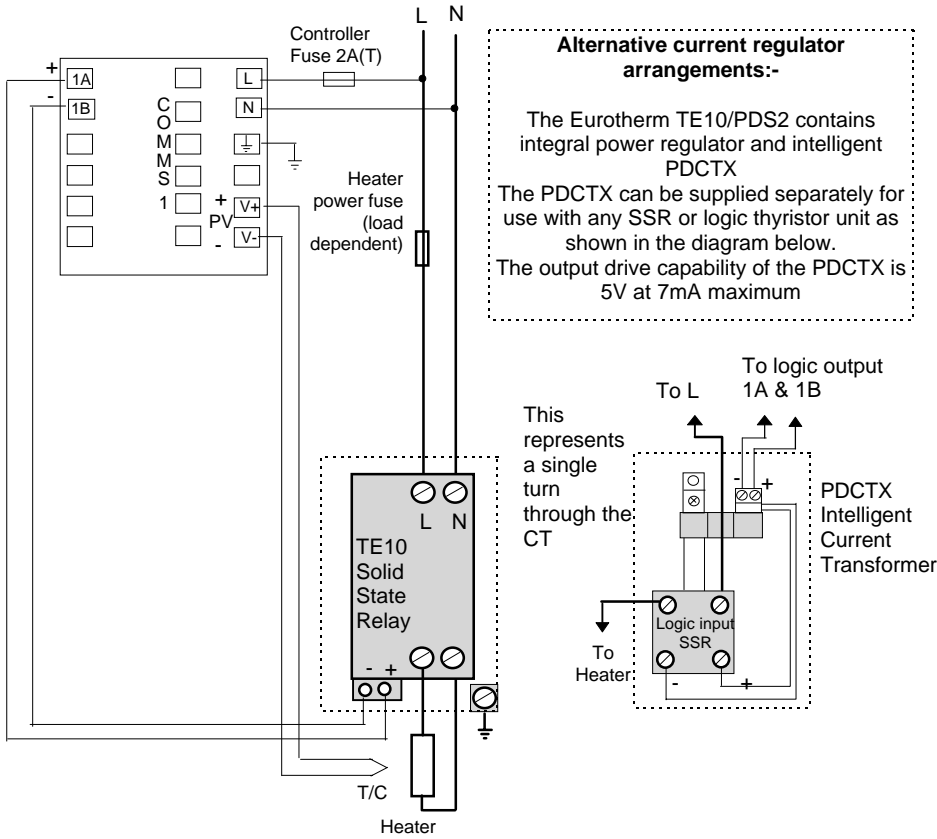 L N
Controller
Fuse 2A(T)
+
1A
-
1B
COMMS 1
L
N
+
PV
-
V+
V-
Heater
power fuse
(load
dependent)
Alternative current regulator
arrangements:-
The Eurotherm TE10/PDS2 contains
integral power regulator and intelligent
PDCTX
The PDCTX can be supplied separately for
use with any SSR or logic thyristor unit as
shown in the diagram below.
The output drive capability of the PDCTX is
5V at 7mA maximum
L N
TE10
Solid
State
Relay
- +
T/C
Heater
This
represents
a single
turn
through the
CT
To L
To logic output
1A & 1B
- +
PDCTX
Intelligent
Current
Transformer
Logic input
SSR
To
Heater
- +